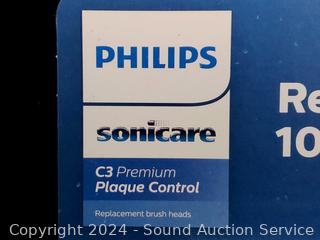 PHILIPS
sonicare
C3 Premium
Plaque Control
Replacement brush heads
Re
10
Copyright 2024 - Sound Auction Service